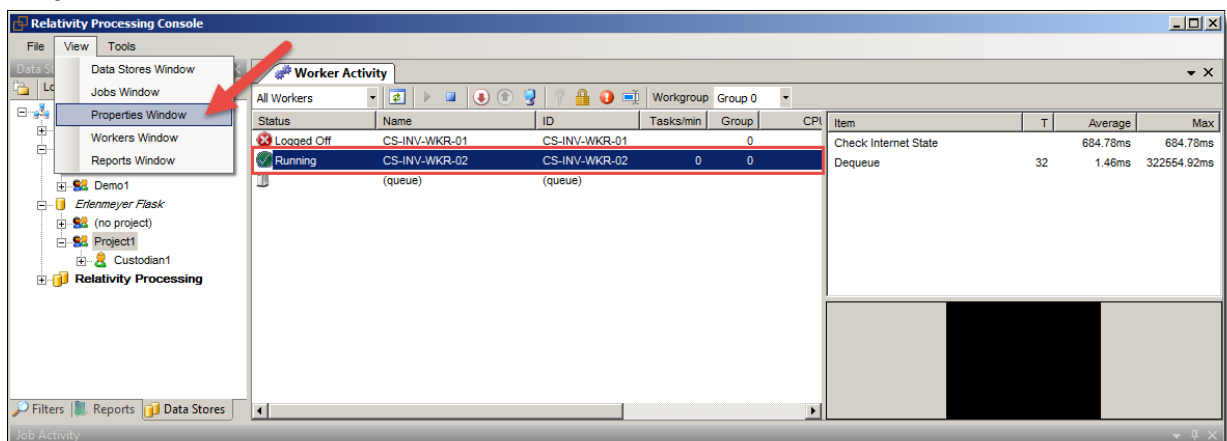 Relativity Processing Console
File View Tools
Data St
Data Stores Window
Jobs Window
Properties Window
Workers Window
Reports Window
Demo1
Erlenmeyer Flask
(no project)
Project1
Custodian1
Relativity Processing
Filters Reports Data Stores
Worker Activity
All Workers Workgroup Group 0
Status Name ID Tasks/min Group CPU
Logged Off CS-INV-WKR-01 CS-INV-WKR-01 0
Running CS-INV-WKR-02 CS-INV-WKR-02 0 0
(queue) (queue)
Item T Average Max
Check Internet State 684.78ms 684.78ms
Dequeue 32 1.46ms 322554.92ms
Job Activity